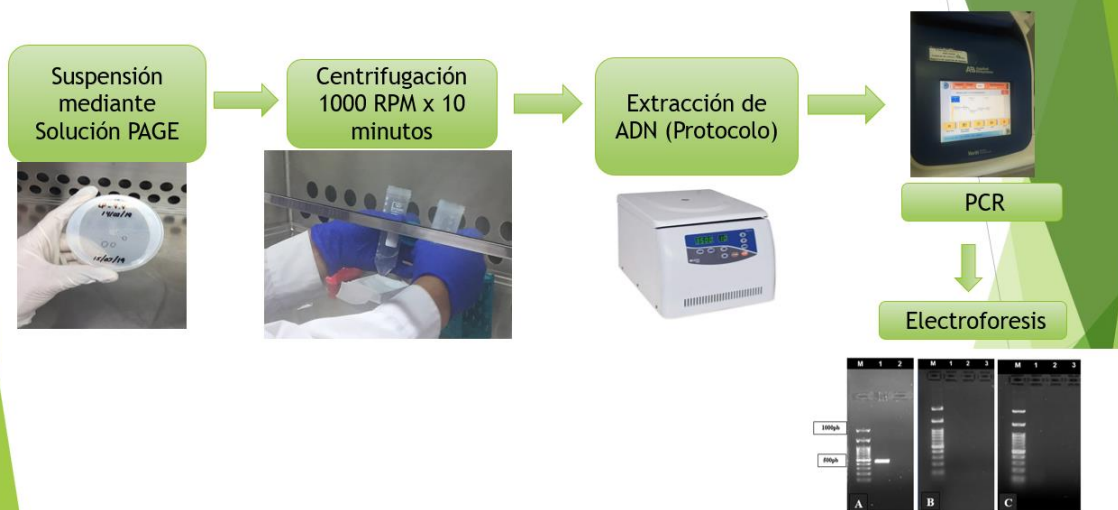 Suspensión
mediante
Solución PAGE
Centrifugación
1000 RPM x 10
minutos
Extracción de
ADN (Protocolo)
PCR
Electroforesis
M 1 2
M 1 2 3
M 1 2 3
1000pb
500pb
A
B
C